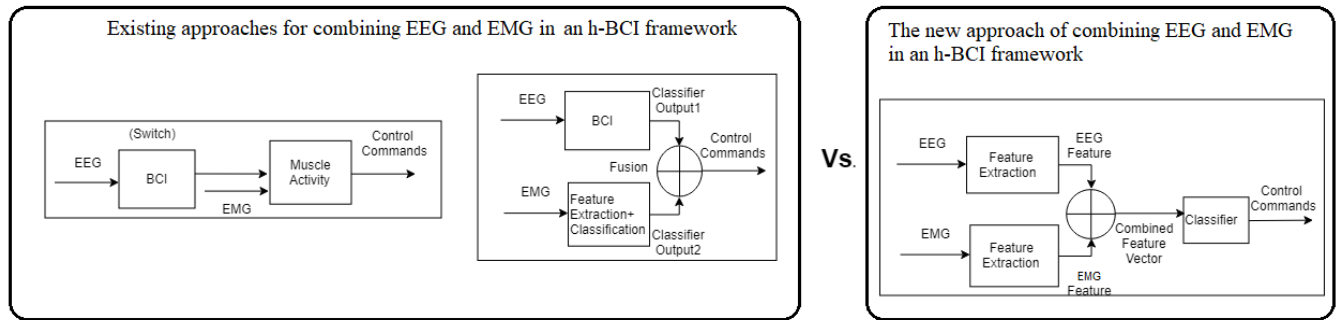 Existing approaches for combining EEG and EMG in an h-BCI framework
(Switch)
EEG
BCI
EMG
Muscle
Activity
Control
Commands
EEG
BCI
Classifier
Output1
Fusion
Control
Commands
EMG
Feature
Extraction+
Classification
Classifier
Output2
Vs.
The new approach of combining EEG and EMG
in an h-BCI framework
EEG
Feature
Extraction
EEG
Feature
EMG
Feature
Extraction
EMG
Feature
Combined
Feature
Vector
Classifier
Control
Commands